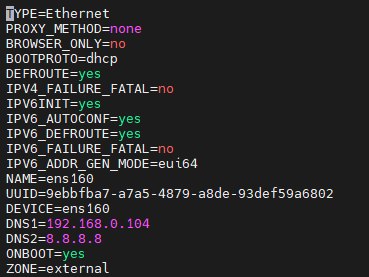 TYPE=Ethernet
PROXY_METHOD=none
BROWSER_ONLY=no
BOOTPROTO=dhcp
DEFROUTE=yes
IPV4_FAILURE_FATAL=no
IPV6INIT=yes
IPV6_AUTOCONF=yes
IPV6_DEFROUTE=yes
IPV6_FAILURE_FATAL=no
IPV6_ADDR_GEN_MODE=eui64
NAME=ens160
UUID=9ebbfba7-a7a5-4879-a8de-93def59a6802
DEVICE=ens160
DNS1=192.168.0.104
DNS2=8.8.8.8
ONBOOT=yes
ZONE=external